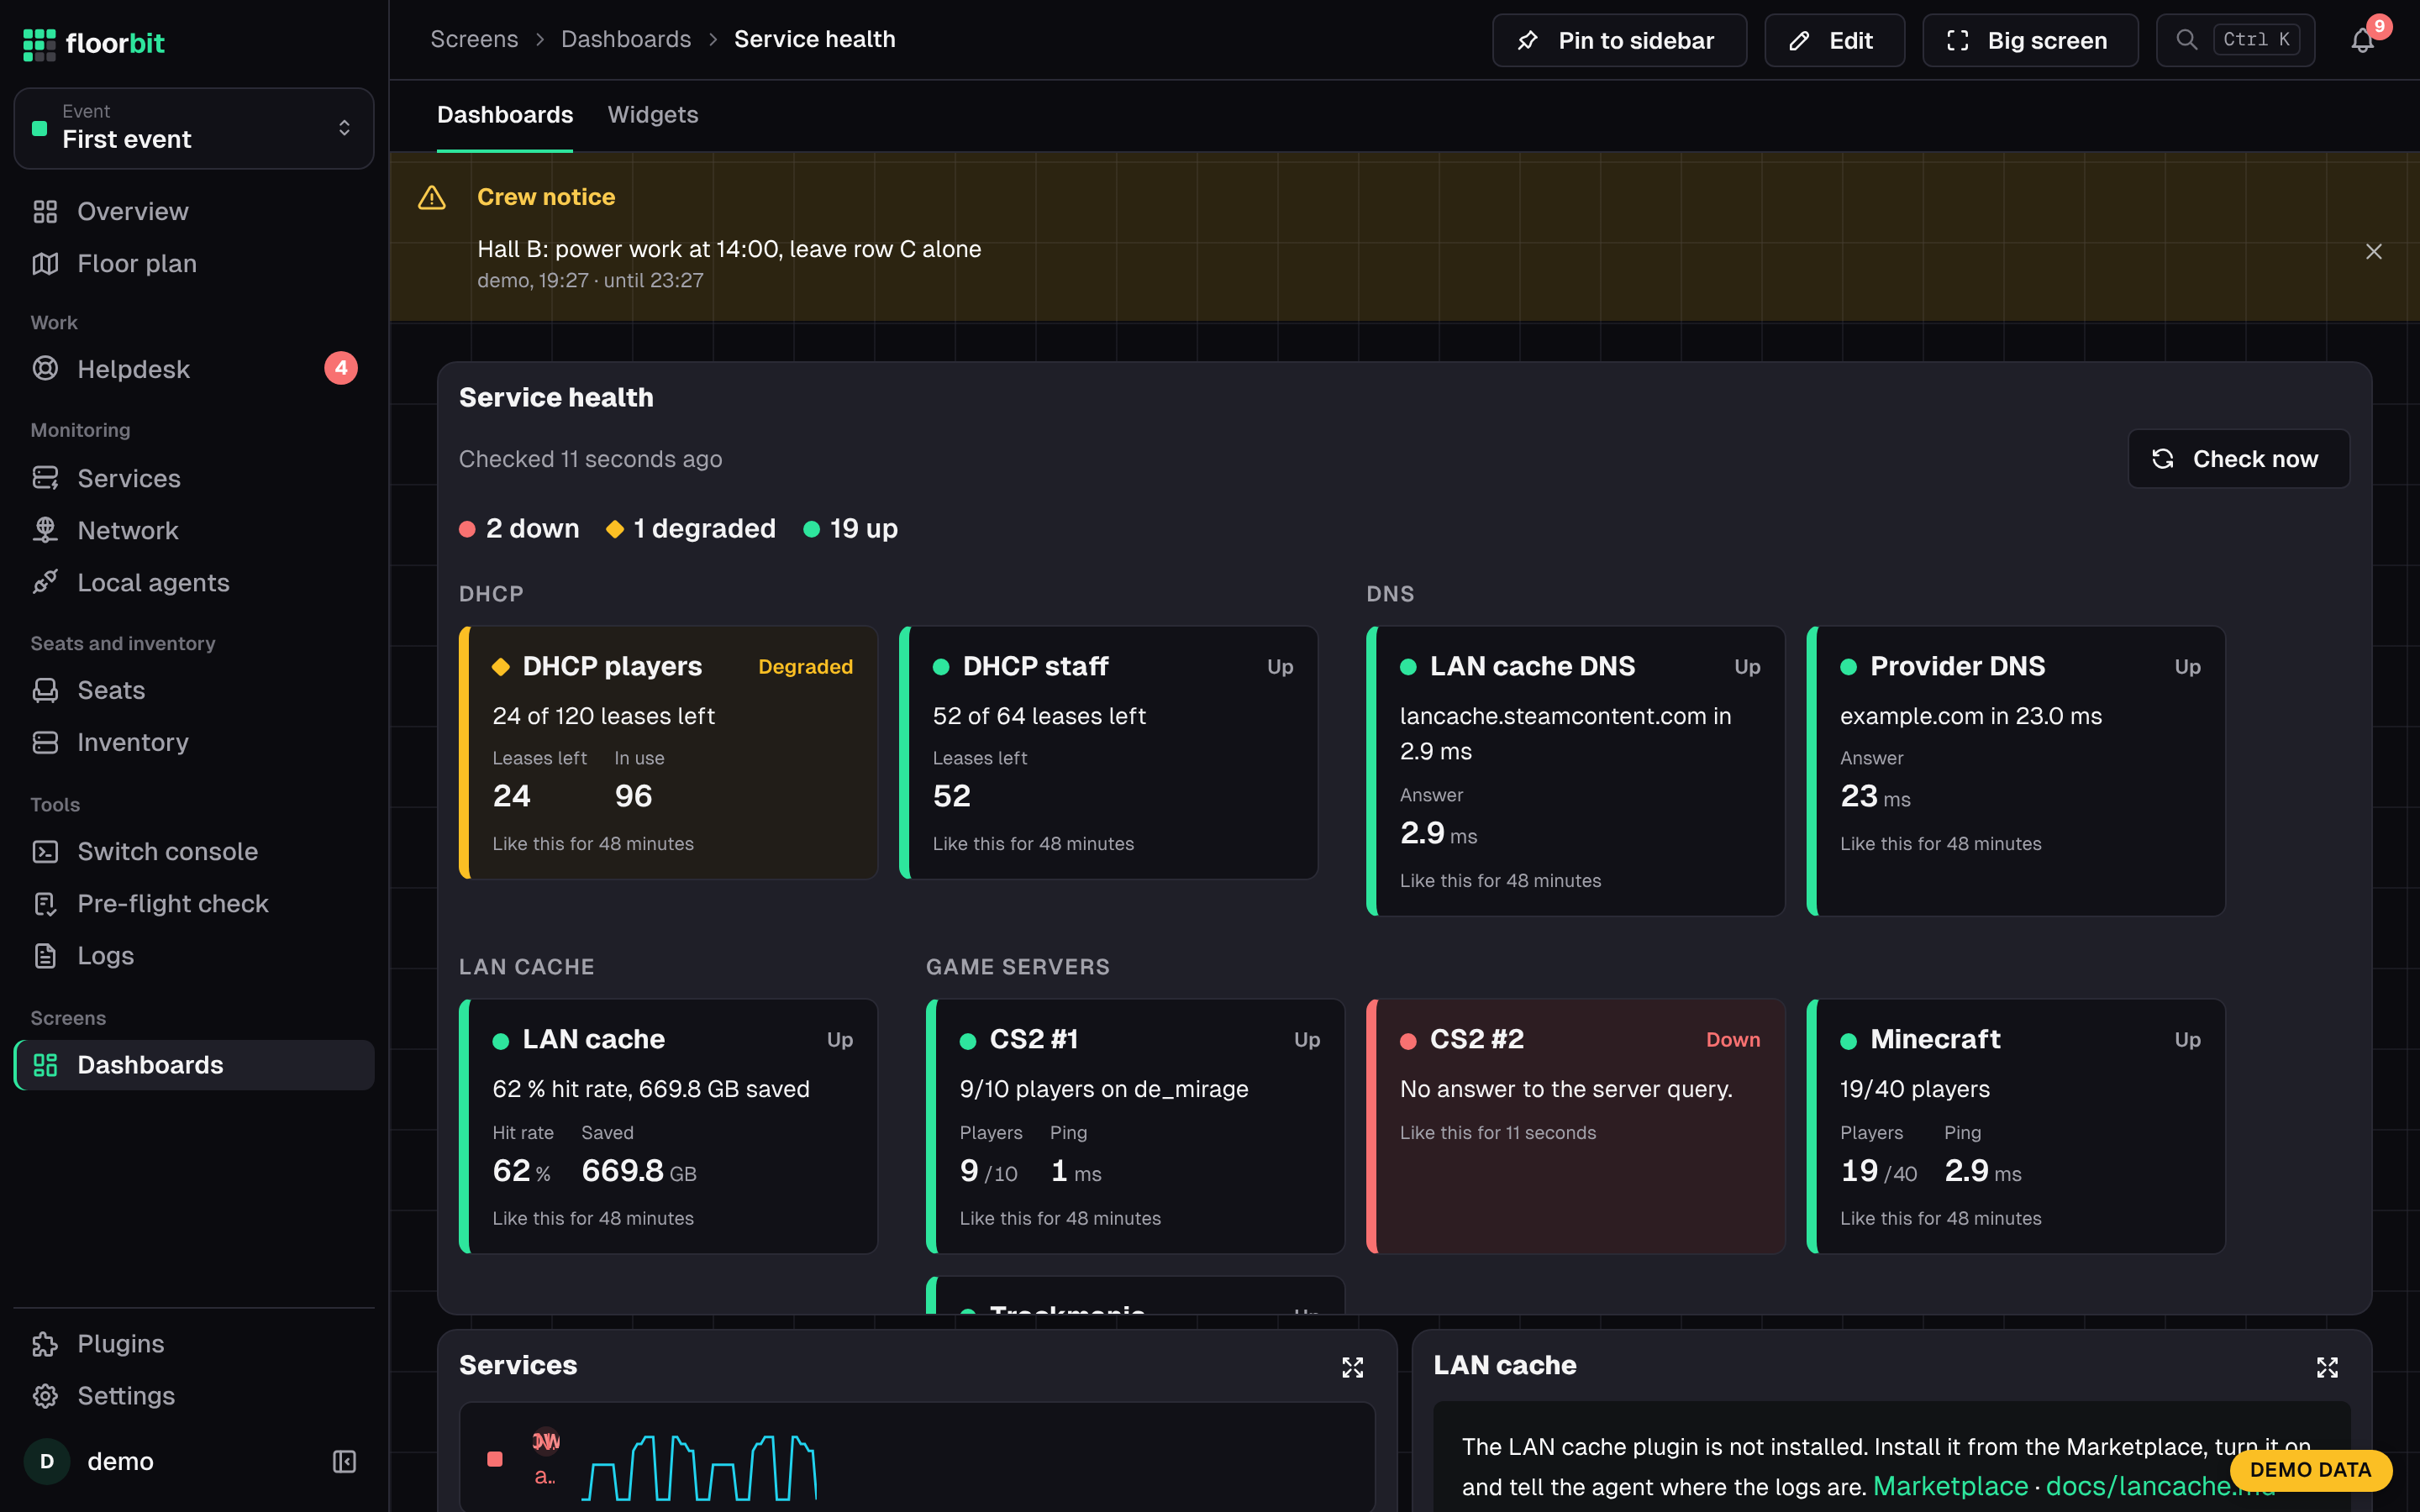 floorbit
Event
First event
Overview
Floor plan
Work
Helpdesk
4
Monitoring
Services
Network
Local agents
Seats and inventory
Seats
Inventory
Tools
Switch console
Pre-flight check
Logs
Screens
Dashboards
Plugins
Settings
D
demo
Screens > Dashboards > Service health
Pin to sidebar
Edit
Big screen
Ctrl K
9
Dashboards Widgets
Crew notice
Hall B: power work at 14:00, leave row C alone
demo, 19:27 · until 23:27
Service health
Checked 11 seconds ago
Check now
2 down 1 degraded 19 up
DHCP
DHCP players Degraded
24 of 120 leases left
Leases left In use
24 96
Like this for 48 minutes
DHCP staff Up
52 of 64 leases left
Leases left
52
Like this for 48 minutes
DNS
LAN cache DNS Up
lancache.steamcontent.com in
2.9 ms
Answer
2.9 ms
Like this for 48 minutes
Provider DNS Up
example.com in 23.0 ms
Answer
23 ms
Like this for 48 minutes
LAN CACHE
LAN cache Up
62 % hit rate, 669.8 GB saved
Hit rate Saved
62 % 669.8 GB
Like this for 48 minutes
GAME SERVERS
CS2 #1 Up
9/10 players on de_mirage
Players Ping
9 /10 1 ms
Like this for 48 minutes
CS2 #2 Down
No answer to the server query.
Like this for 11 seconds
Minecraft Up
19/40 players
Players Ping
19 /40 2.9 ms
Like this for 48 minutes
Trackmania Up
Services
a..
LAN cache
The LAN cache plugin is not installed. Install it from the Marketplace, turn it on
and tell the agent where the logs are. Marketplace · docs/lancache.md
DEMO DATA